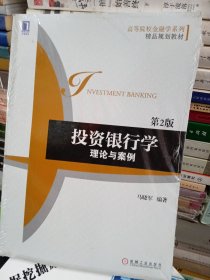 高等院校金融学系列
精品规划教材
INVESTMENT BANKING
第2版
投资银行学
理论与案例
马晓军 编著
机械工业出版社